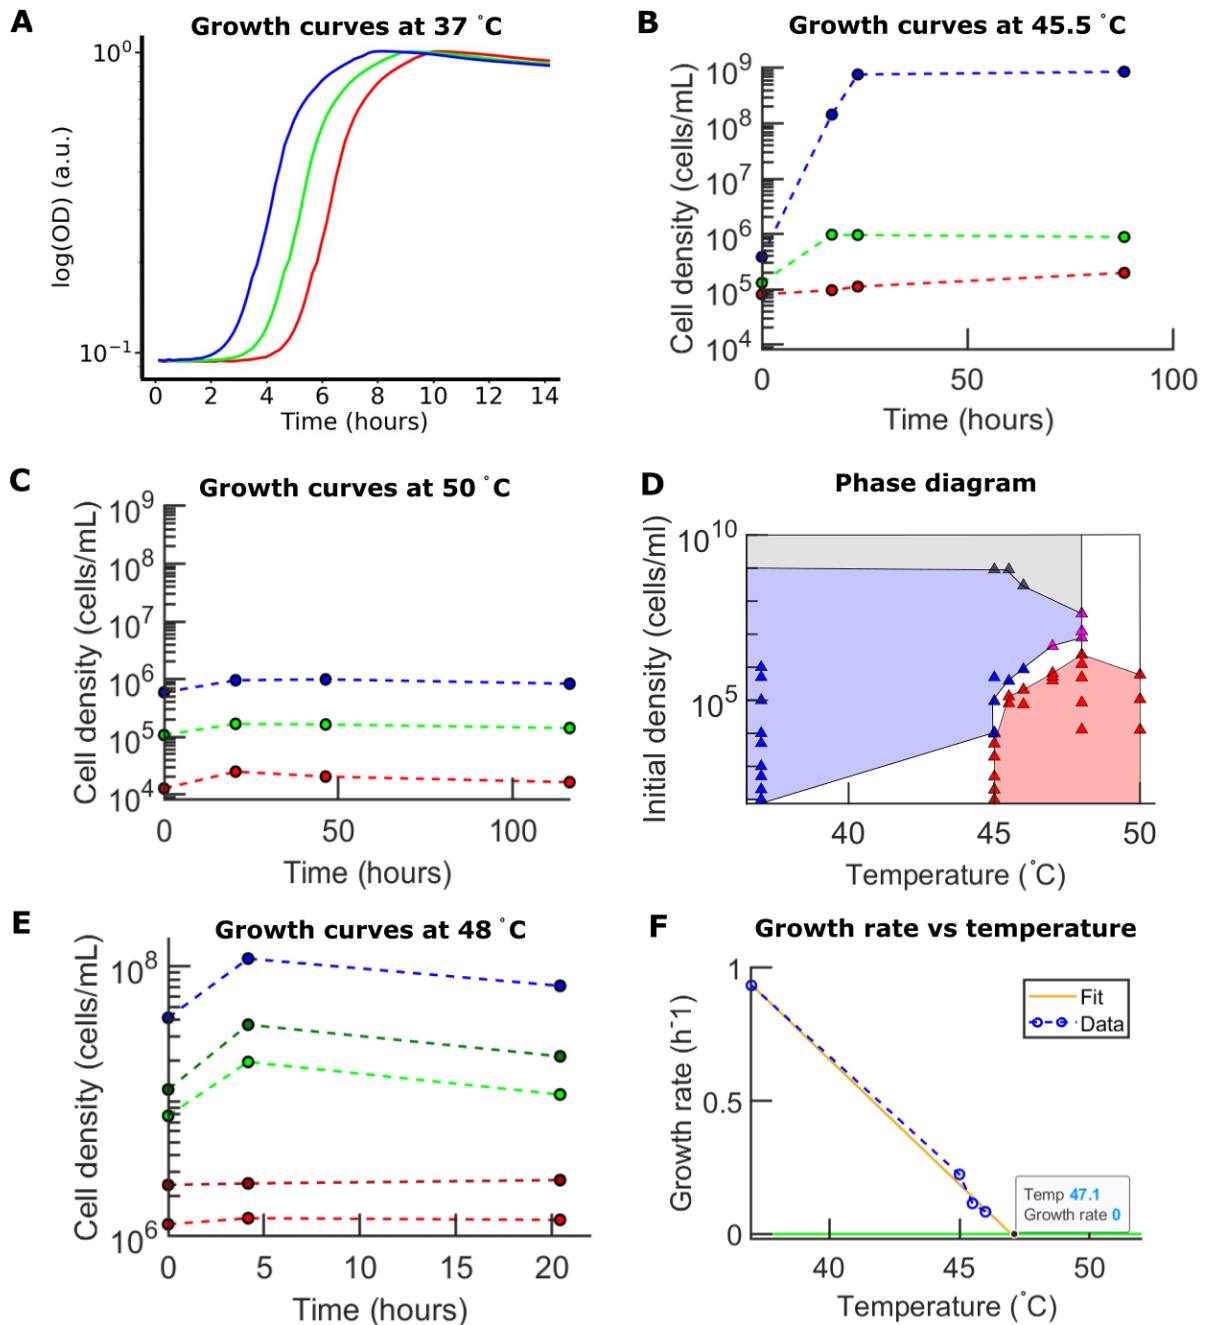 A
Growth curves at 37 °C
10⁰
10⁻¹
log(OD) (a.u.)
0 2 4 6 8 10 12 14
Time (hours)
B
Growth curves at 45.5 °C
10⁹
10⁸
10⁷
10⁶
10⁵
10⁴
Cell density (cells/mL)
0 50 100
Time (hours)
C
Growth curves at 50 °C
10⁹
10⁸
10⁷
10⁶
10⁵
10⁴
Cell density (cells/mL)
0 50 100
Time (hours)
D
Phase diagram
10¹⁰
10⁵
Initial density (cells/ml)
40 45 50
Temperature (°C)
E
Growth curves at 48 °C
10⁸
10⁶
Cell density (cells/mL)
0 5 10 15 20
Time (hours)
F
Growth rate vs temperature
1
0.5
0
Growth rate (h⁻¹)
Fit
Data
Temp 47.1
Growth rate 0
40 45 50
Temperature (°C)